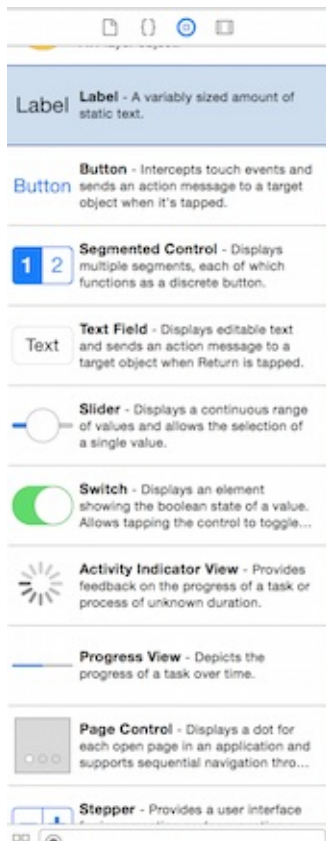 Label
Label - A variably sized amount of
static text.
Button
Button - Intercepts touch events and
sends an action message to a target
object when it's tapped.
1 2
Segmented Control - Displays
multiple segments, each of which
functions as a discrete button.
Text
Text Field - Displays editable text
and sends an action message to a
target object when Return is tapped.
Slider - Displays a continuous range
of values and allows the selection of
a single value.
Switch - Displays an element
showing the boolean state of a value.
Allows tapping the control to toggle...
Activity Indicator View - Provides
feedback on the progress of a task or
process of unknown duration.
Progress View - Depicts the
progress of a task over time.
Page Control - Displays a dot for
each open page in an application and
supports sequential navigation thro...
Stepper - Provides a user interface